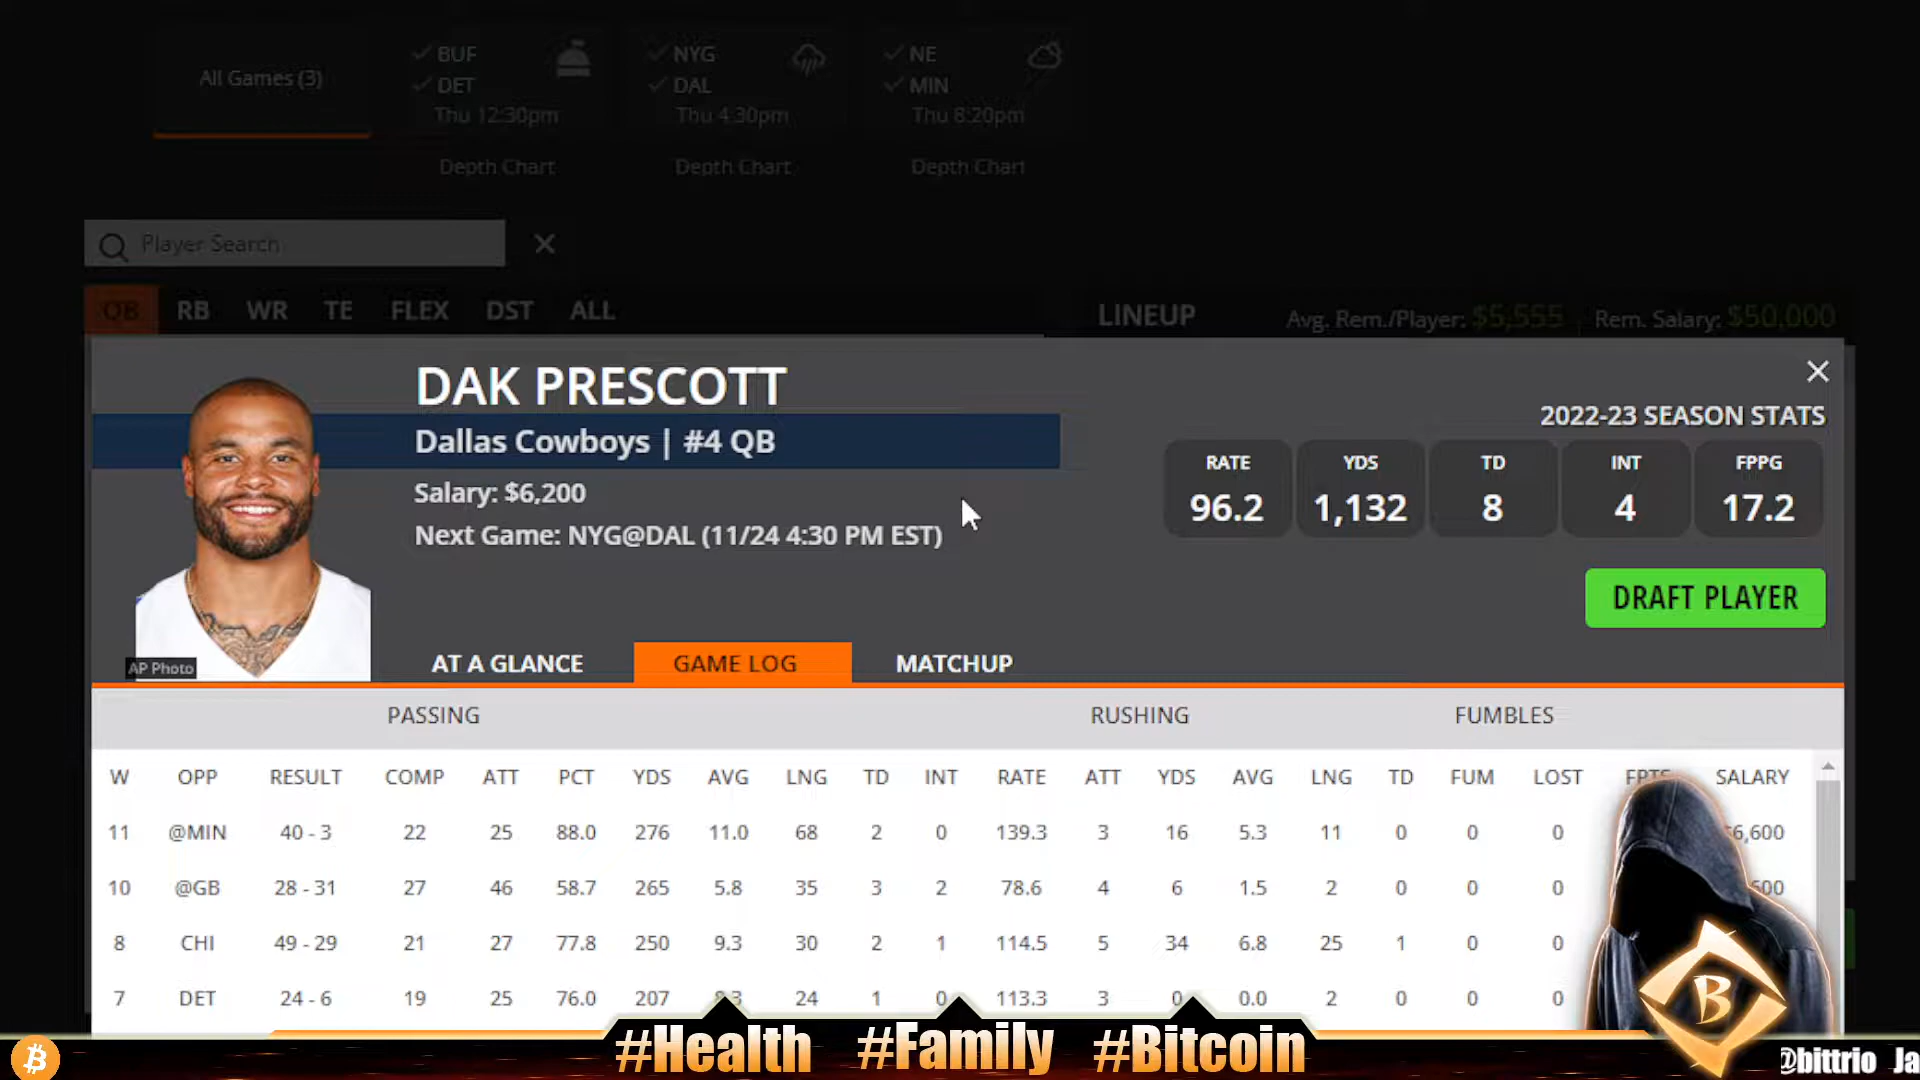 All Games (3)
BUF
DET
Thu 12:30pm
Depth Chart
NYG
DAL
Thu 4:30pm
Depth Chart
NE
MIN
Thu 8:20pm
Depth Chart
Player Search
QB RB WR TE FLEX DST ALL
LINEUP Avg. Rem./Player: $5,555 Rem. Salary: $50,000
DAK PRESCOTT
Dallas Cowboys | #4 QB
Salary: $6,200
Next Game: NYG@DAL (11/24 4:30 PM EST)
2022-23 SEASON STATS
RATE YDS TD INT FPPG
96.2 1,132 8 4 17.2
DRAFT PLAYER
AP Photo
AT A GLANCE GAME LOG MATCHUP
PASSING RUSHING FUMBLES
W OPP RESULT COMP ATT PCT YDS AVG LNG TD INT RATE ATT YDS AVG LNG TD FUM LOST FPTS SALARY
11 @MIN 40 - 3 22 25 88.0 276 11.0 68 2 0 139.3 3 16 5.3 11 0 0 0 $6,600
10 @GB 28 - 31 27 46 58.7 265 5.8 35 3 2 78.6 4 6 1.5 2 0 0 0
8 CHI 49 - 29 21 27 77.8 250 9.3 30 2 1 114.5 5 34 6.8 25 1 0 0
7 DET 24 - 6 19 25 76.0 207 8.3 24 1 0 113.3 3 0 0.0 2 0 0 0
#Health #Family #Bitcoin
B
@bittrio_Ja